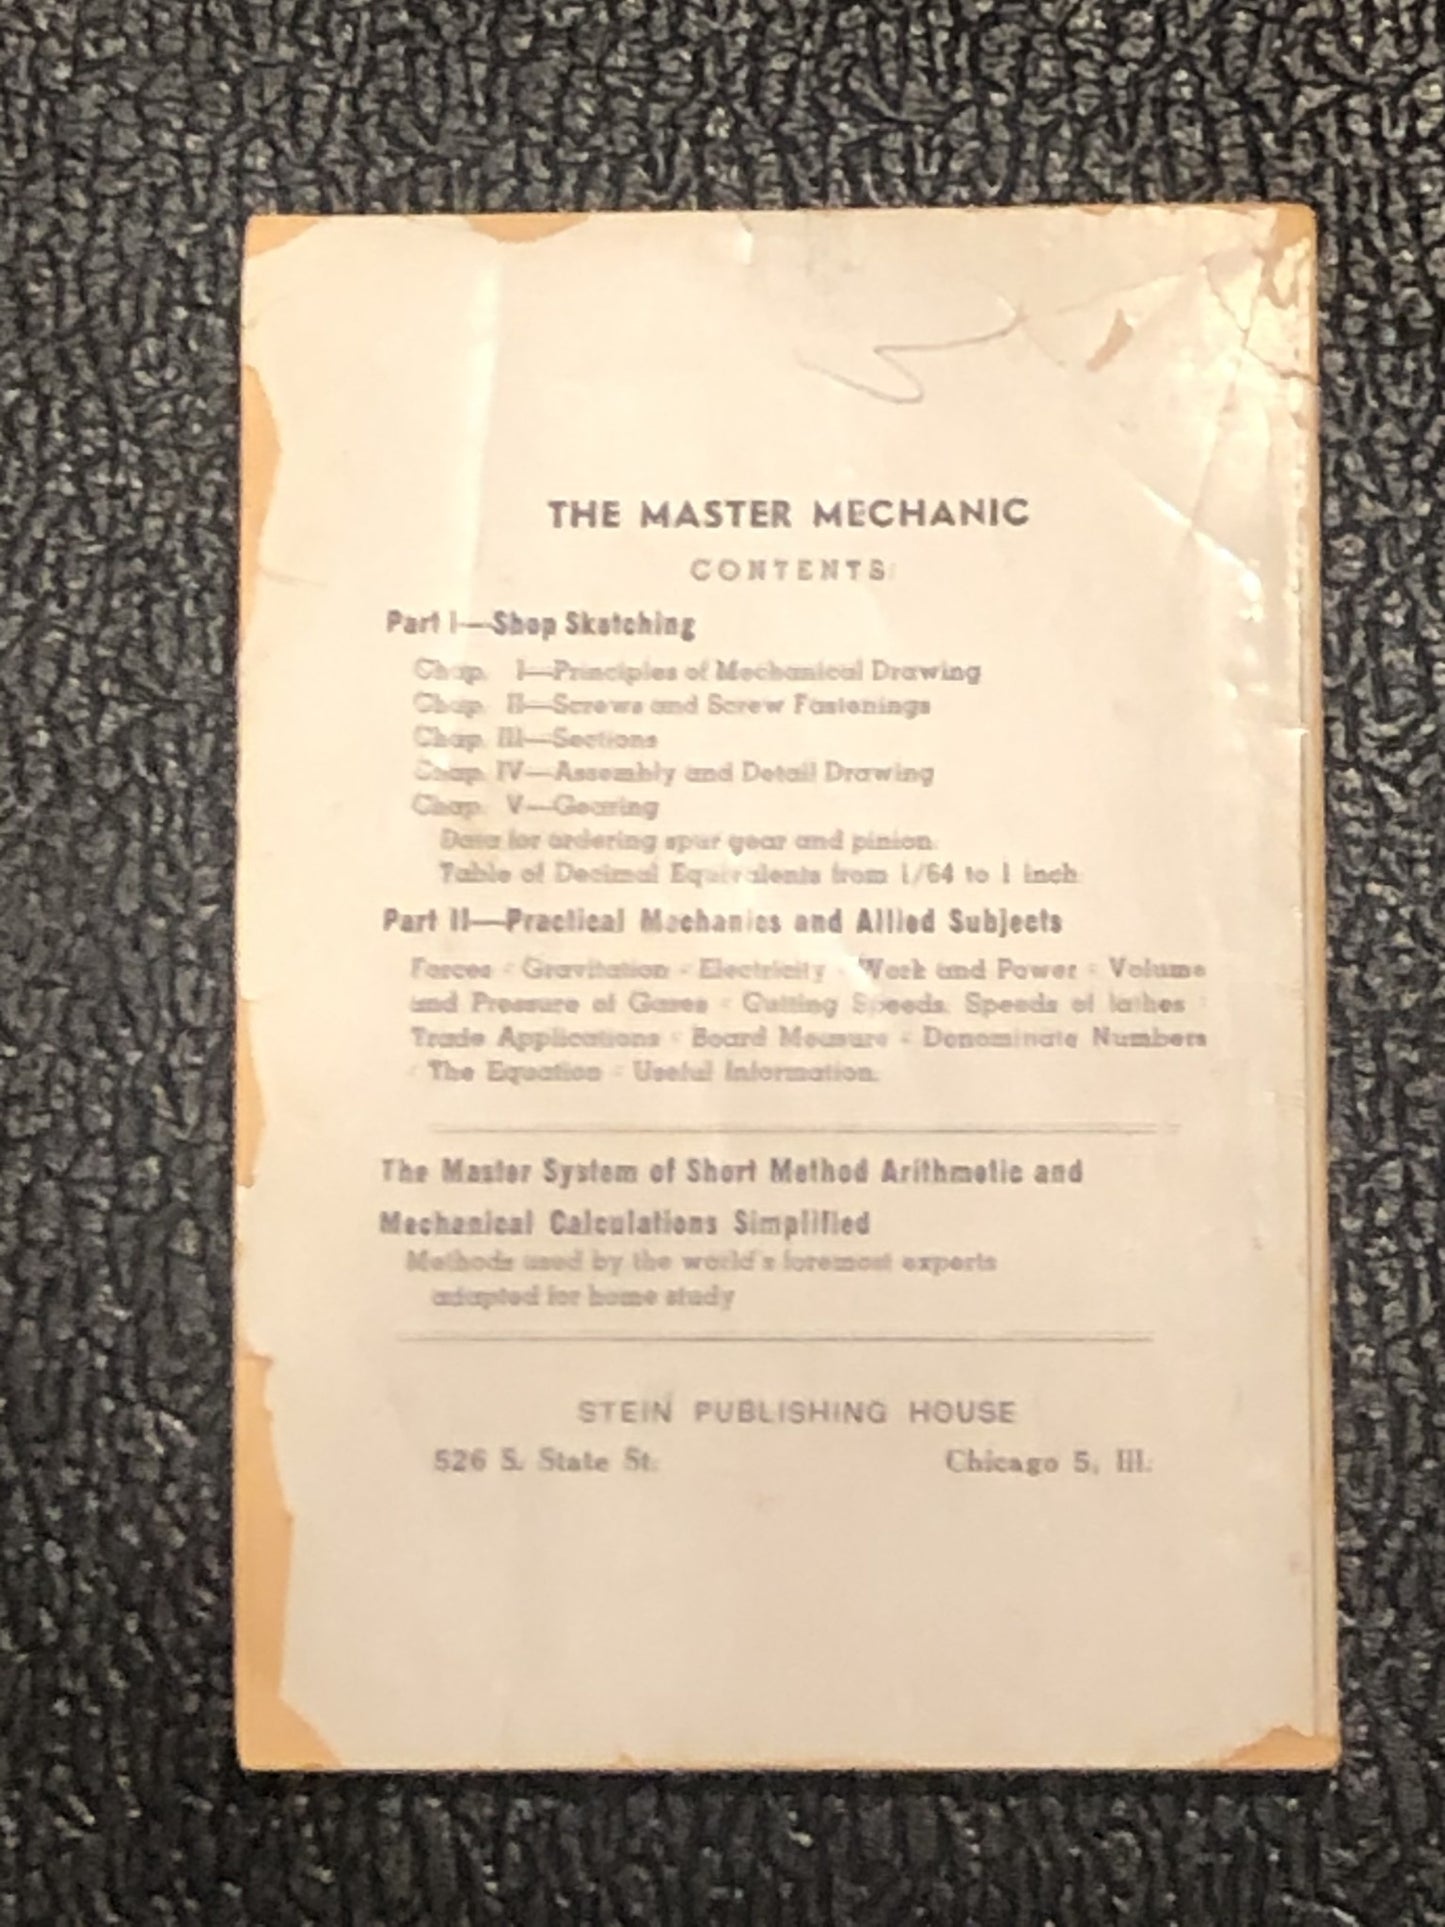 THE MASTER MECHANIC
CONTENTS
Part I—Shop Sketching
Chap. I—Principles of Mechanical Drawing
Chap. II—Screws and Screw Fastenings
Chap. III—Sections
Chap. IV—Assembly and Detail Drawing
Chap. V—Gearing
Data for ordering spur gear and pinion.
Table of Decimal Equivalents from 1/64 to 1 inch
Part II—Practical Mechanics and Allied Subjects
Forces - Gravitation - Electricity - Work and Power - Volume
and Pressure of Gases - Cutting Speeds, Speeds of lathes -
Trade Applications - Board Measure - Denominate Numbers
- The Equation - Useful Information.
The Master System of Short Method Arithmetic and
Mechanical Calculations Simplified
Methods used by the world's foremost experts
adapted for home study
STEIN PUBLISHING HOUSE
526 S. State St. Chicago 5, Ill.